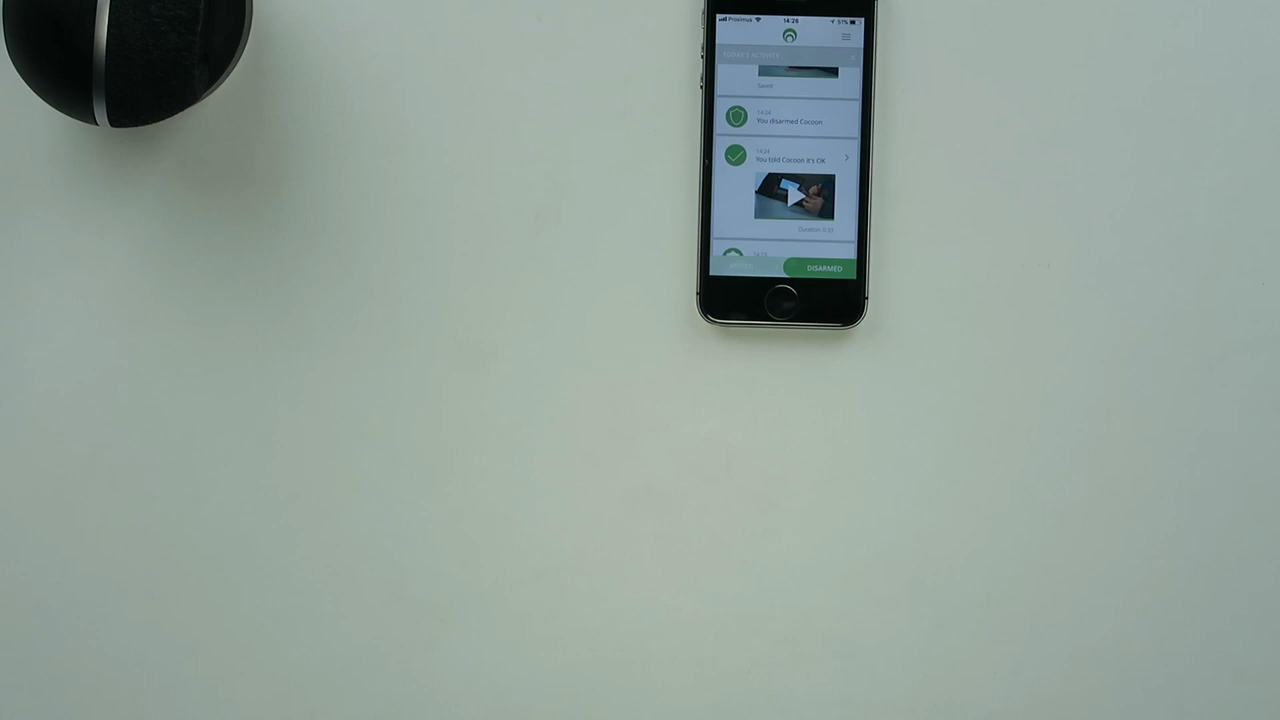 Proximus
14:26
51%
TODAY'S ACTIVITY
Saved
14:24
You disarmed Cocoon
14:24
You told Cocoon it's OK
Duration: 0:31
DISARMED